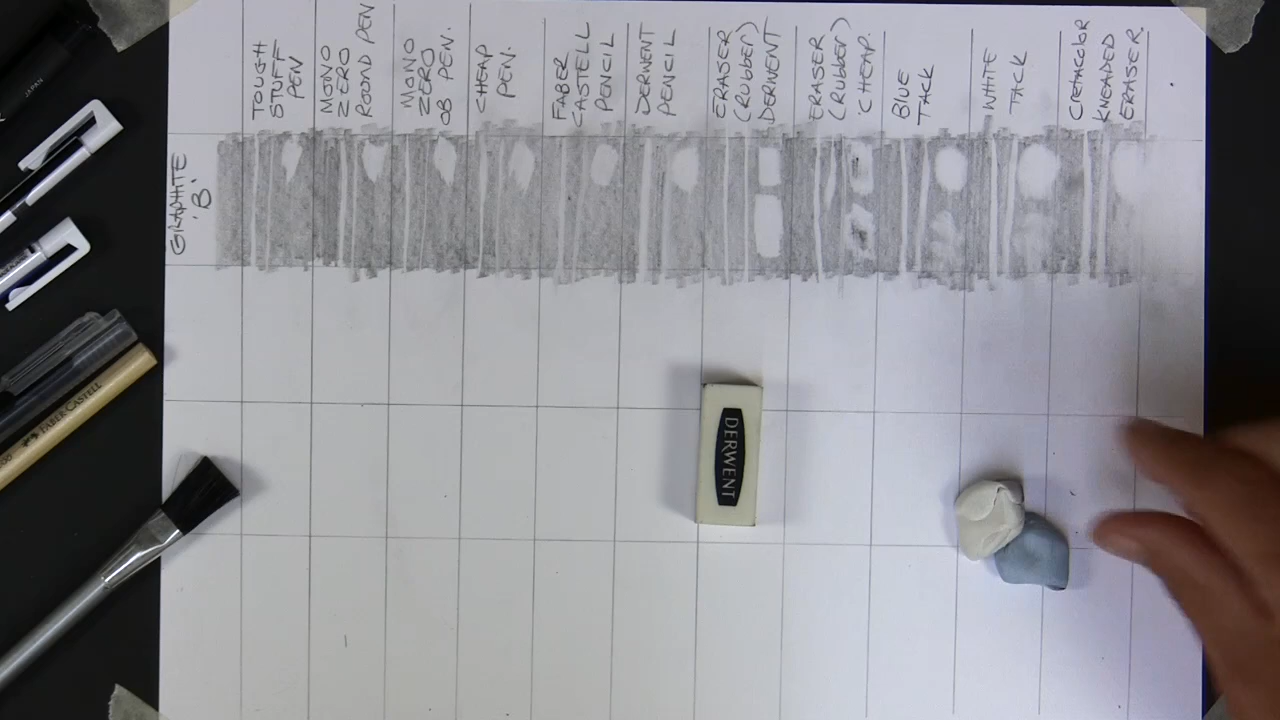 TOUGH
STUFF
PEN
MONO
ZERO
ROUND PEN
MONO
ZERO
OB PEN.
CHEAP
PEN.
FABER
CASTELL
PENCIL
DERWENT
PENCIL
ERASER
(RUBBER)
DERWENT
ERASER
(RUBBER)
CHEAP.
BLUE
TACK
WHITE
TACK
CRETACOLOR
KNEADED
ERASER
GRAPHITE
'B'
JAPAN
FABER-CASTELL
DERWENT